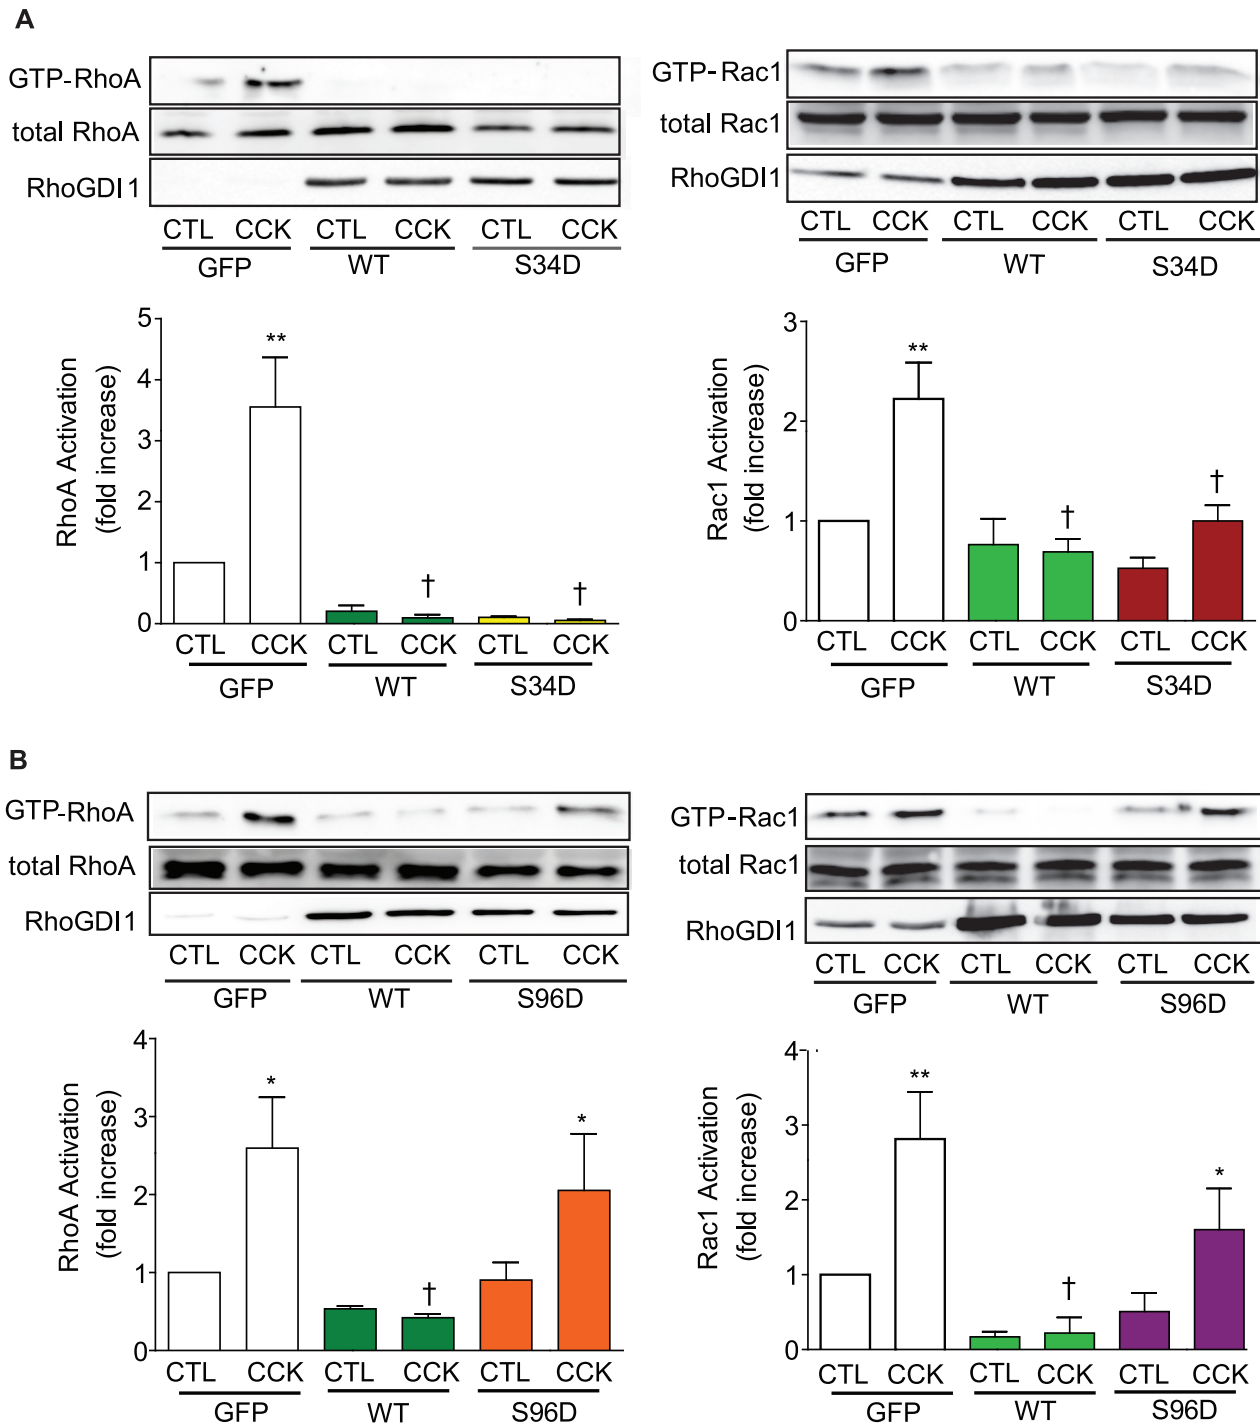 A
GTP-RhoA
total RhoA
RhoGDI1
CTL CCK CTL CCK CTL CCK
GFP WT S34D
GTP-Rac1
total Rac1
RhoGDI1
CTL CCK CTL CCK CTL CCK
GFP WT S34D
RhoA Activation
(fold increase)
5
4
3
2
1
0
**
†
†
CTL CCK CTL CCK CTL CCK
GFP WT S34D
Rac1 Activation
(fold increase)
3
2
1
0
**
†
†
CTL CCK CTL CCK CTL CCK
GFP WT S34D
B
GTP-RhoA
total RhoA
RhoGDI1
CTL CCK CTL CCK CTL CCK
GFP WT S96D
GTP-Rac1
total Rac1
RhoGDI1
CTL CCK CTL CCK CTL CCK
GFP WT S96D
RhoA Activation
(fold increase)
4
3
2
1
0
*
†
*
CTL CCK CTL CCK CTL CCK
GFP WT S96D
Rac1 Activation
(fold increase)
4
3
2
1
0
**
†
*
CTL CCK CTL CCK CTL CCK
GFP WT S96D